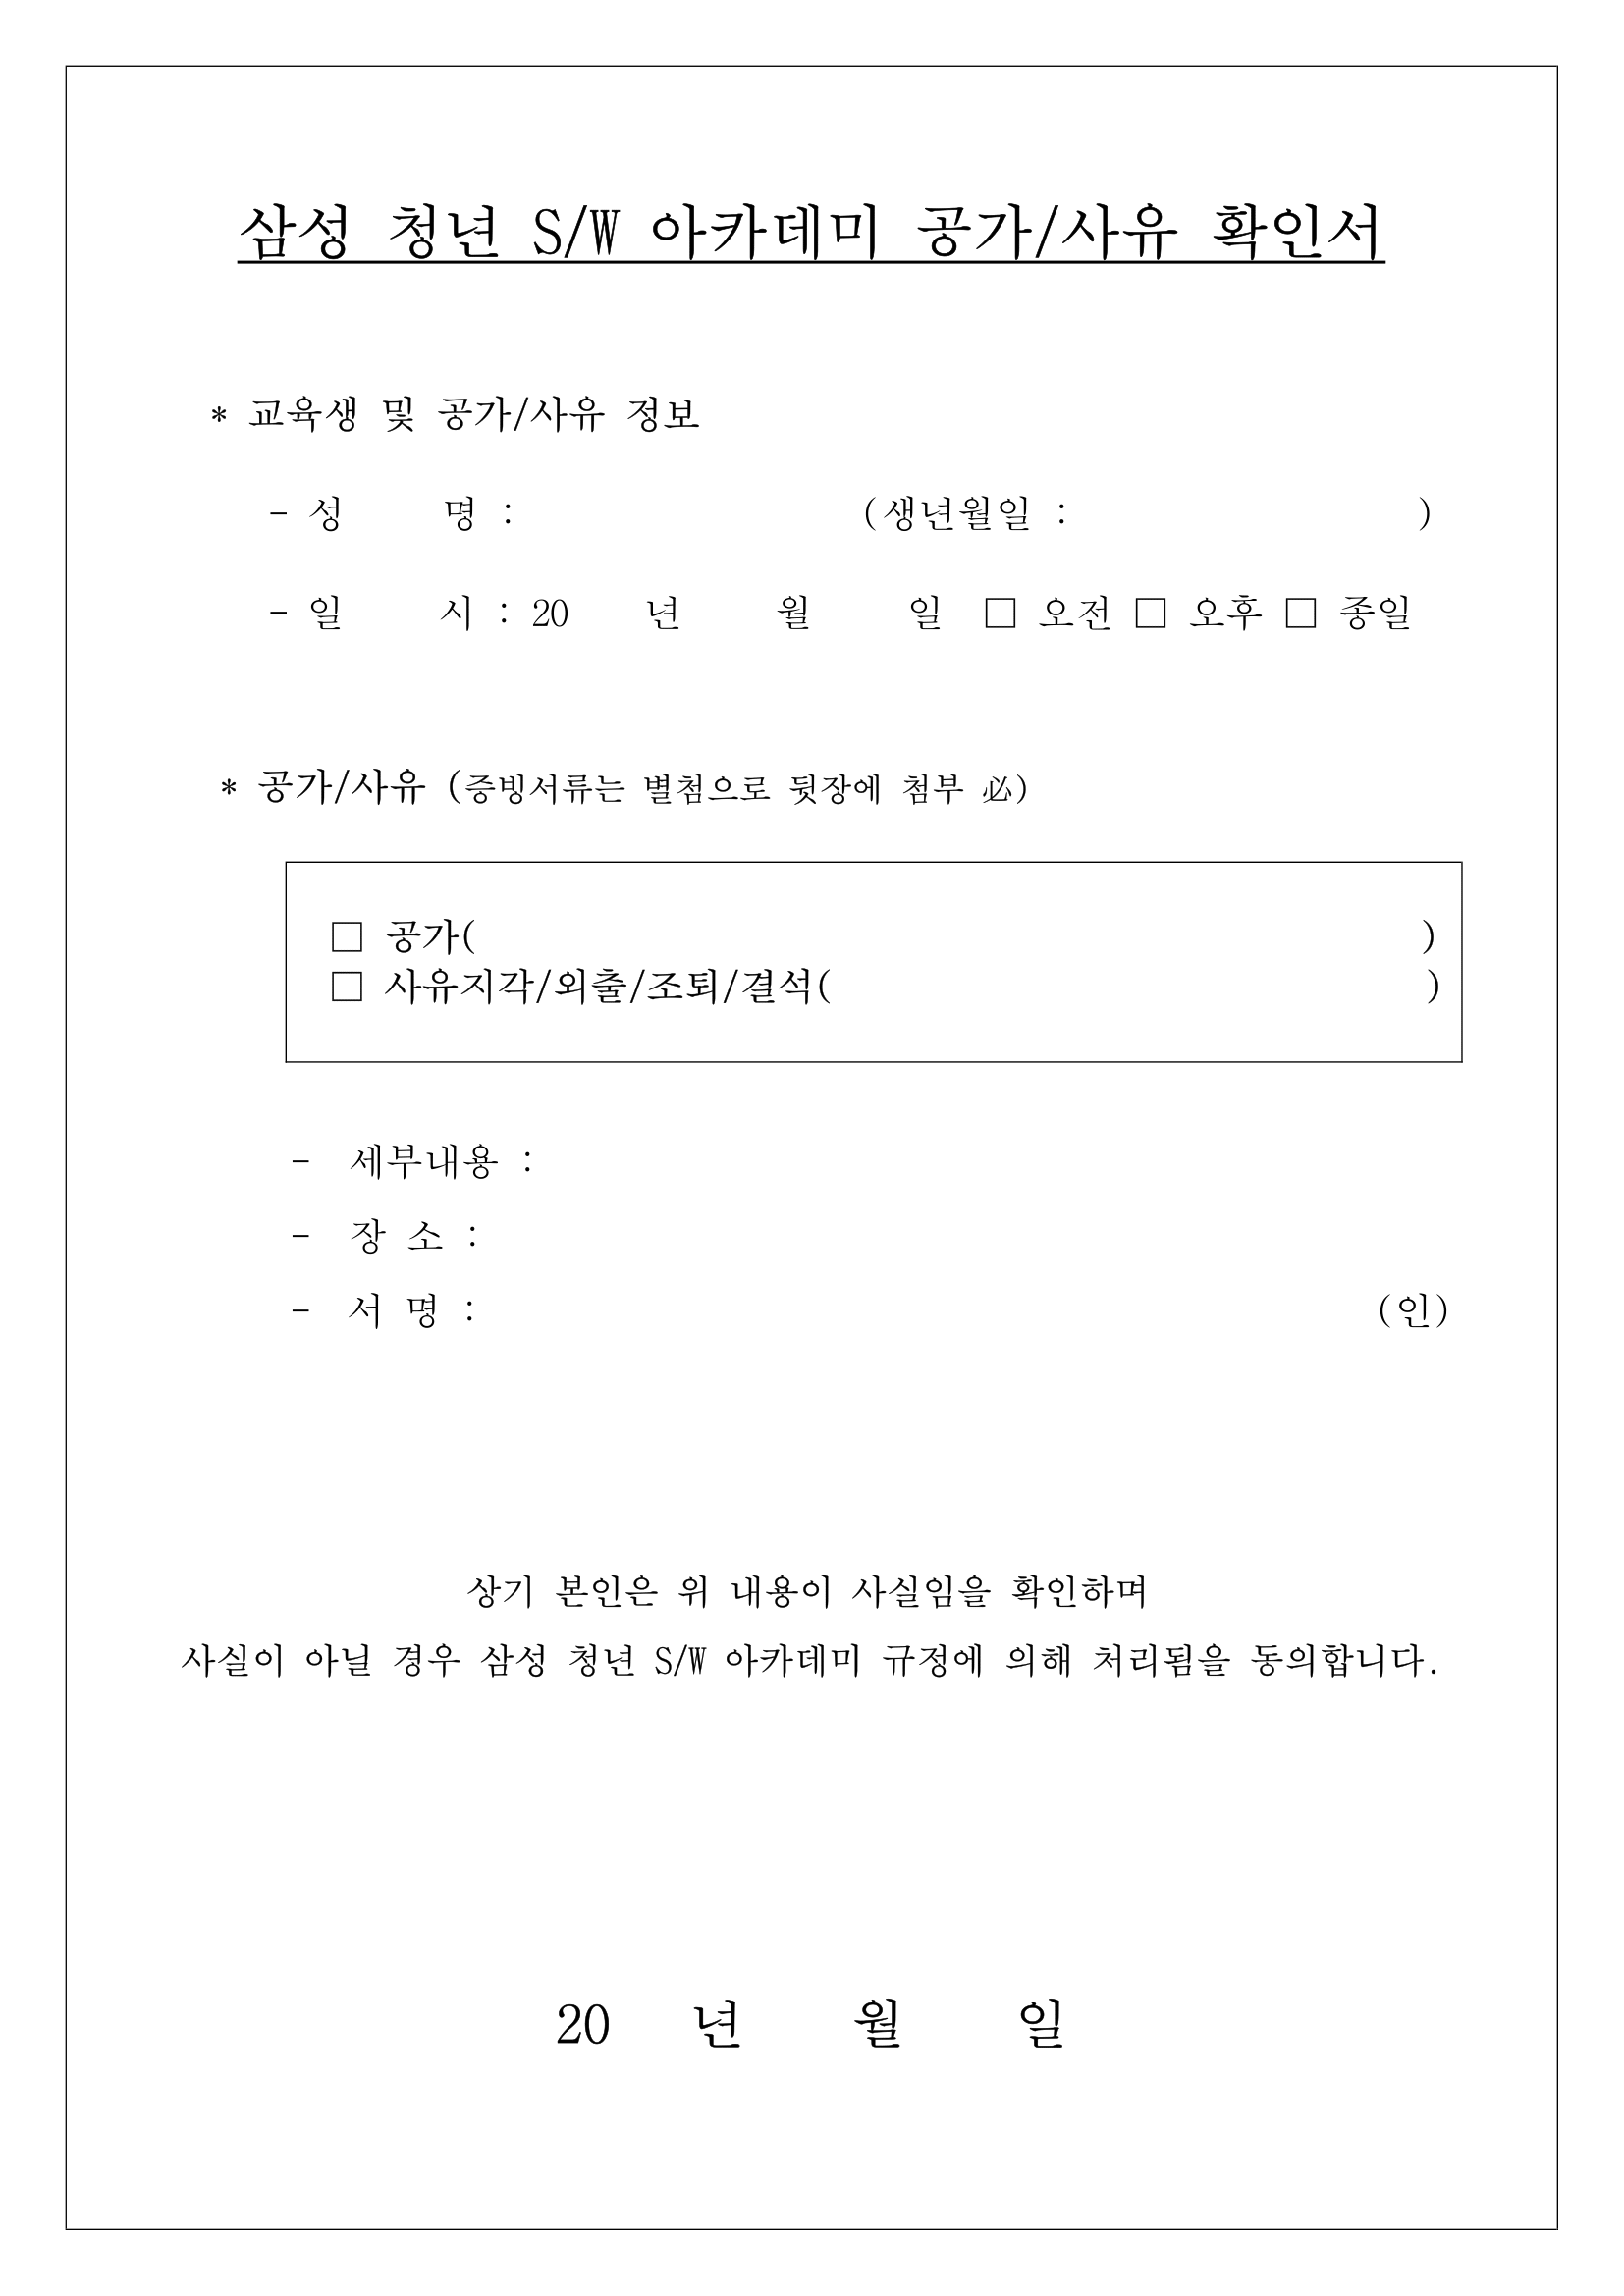 삼성 청년 S/W 아카데미 공가/사유 확인서
* 교육생 및 공가/사유 정보
- 성 명 : (생년월일 : )
- 일 시 : 20 년 월 일 □ 오전 □ 오후 □ 종일
* 공가/사유 (증빙서류는 별첨으로 뒷장에 첨부 必)
□ 공가( )
□ 사유지각/외출/조퇴/결석( )
- 세부내용 :
- 장 소 :
- 서 명 : (인)
상기 본인은 위 내용이 사실임을 확인하며
사실이 아닐 경우 삼성 청년 S/W 아카데미 규정에 의해 처리됨을 동의합니다.
20 년 월 일